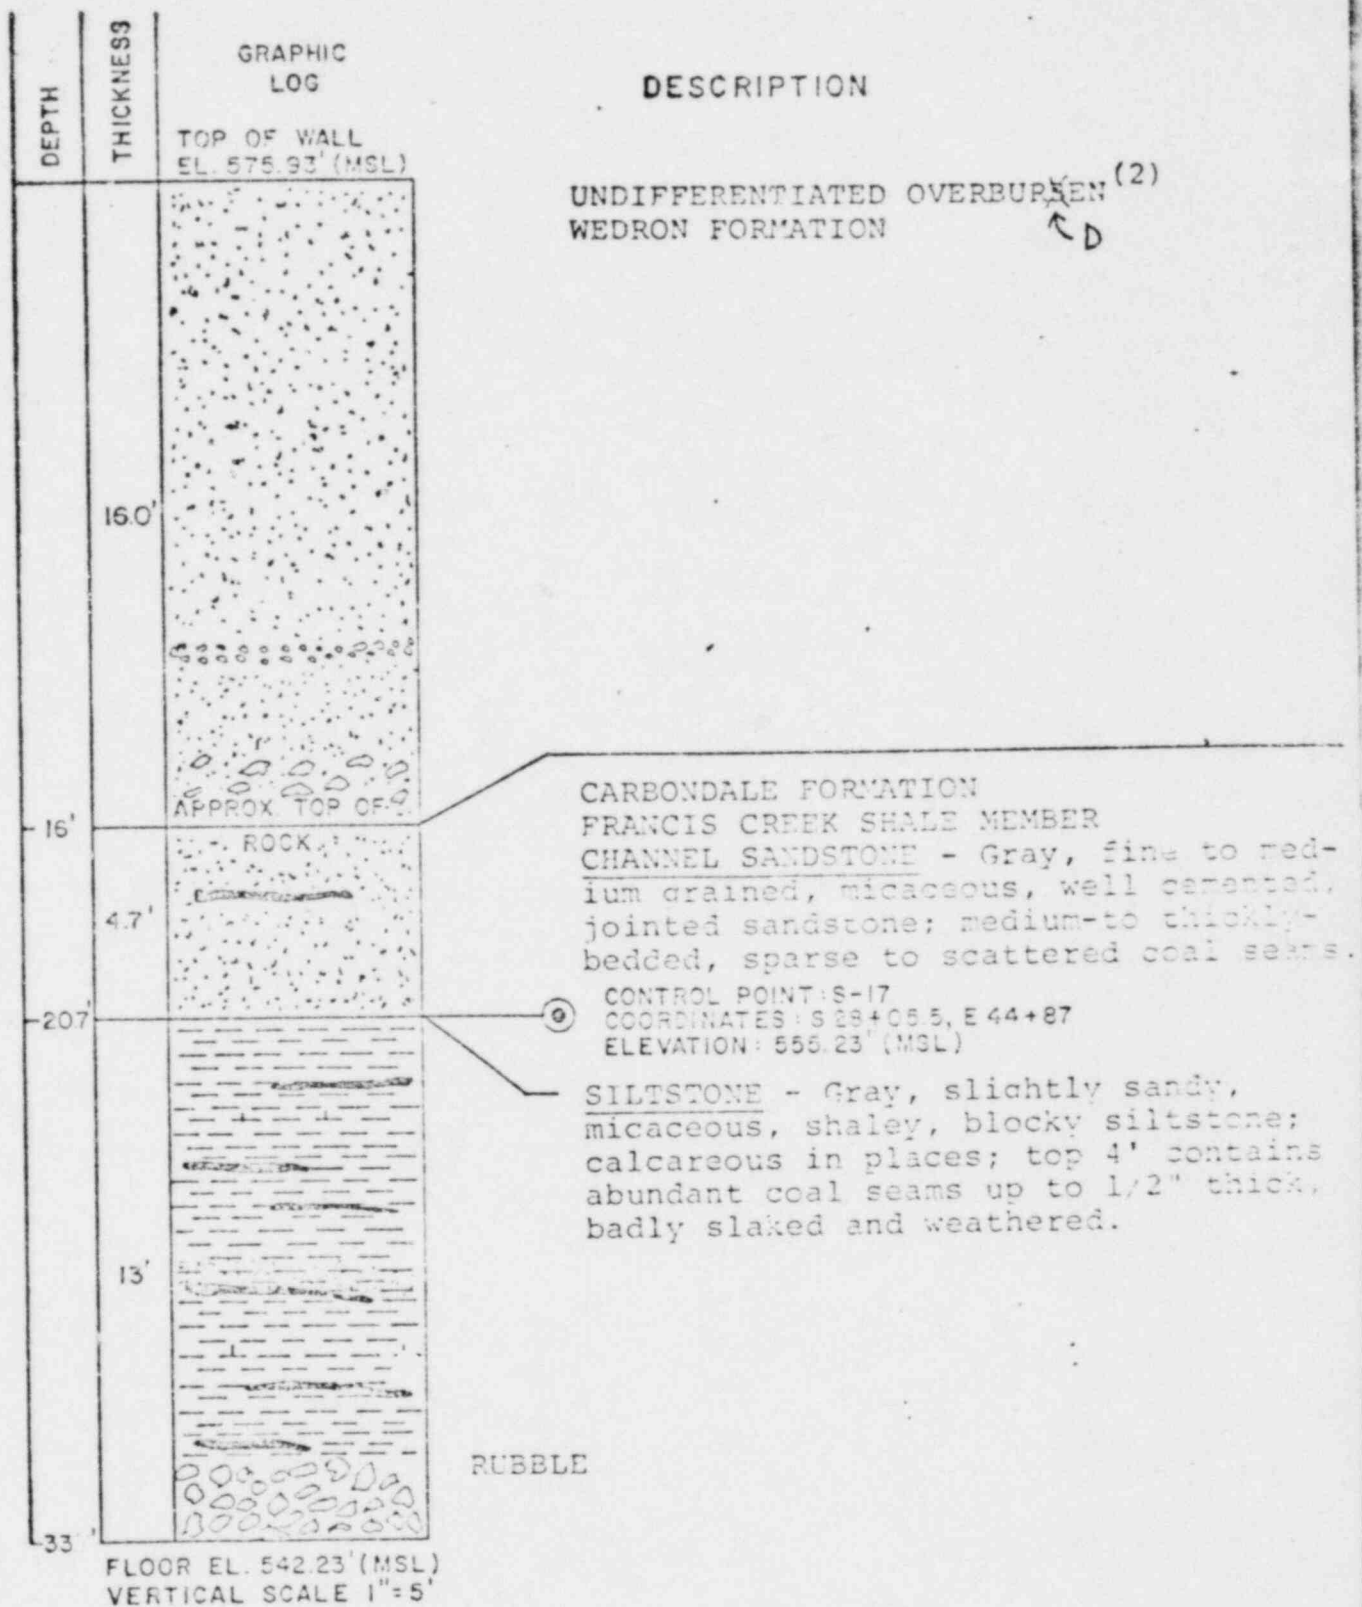 DEPTH
THICKNESS
GRAPHIC
LOG
DESCRIPTION
TOP OF WALL
EL. 575.93' (MSL)
UNDIFFERENTIATED OVERBURSEN (2)
D
WEDRON FORMATION
16.0'
APPROX. TOP OF
ROCK
16'
CARBONDALE FORMATION
FRANCIS CREEK SHALE MEMBER
CHANNEL SANDSTONE - Gray, fine to med-
ium grained, micaceous, well cemented,
jointed sandstone; medium-to thickly-
bedded, sparse to scattered coal seams.
4.7'
20.7'
CONTROL POINT: S-17
COORDINATES: S 28+05.5, E 44+87
ELEVATION: 555.23' (MSL)
SILTSTONE - Gray, slightly sandy,
micaceous, shaley, blocky siltstone;
calcareous in places; top 4' contains
abundant coal seams up to 1/2" thick,
badly slaked and weathered.
13'
RUBBLE
33'
FLOOR EL. 542.23' (MSL)
VERTICAL SCALE 1"=5'